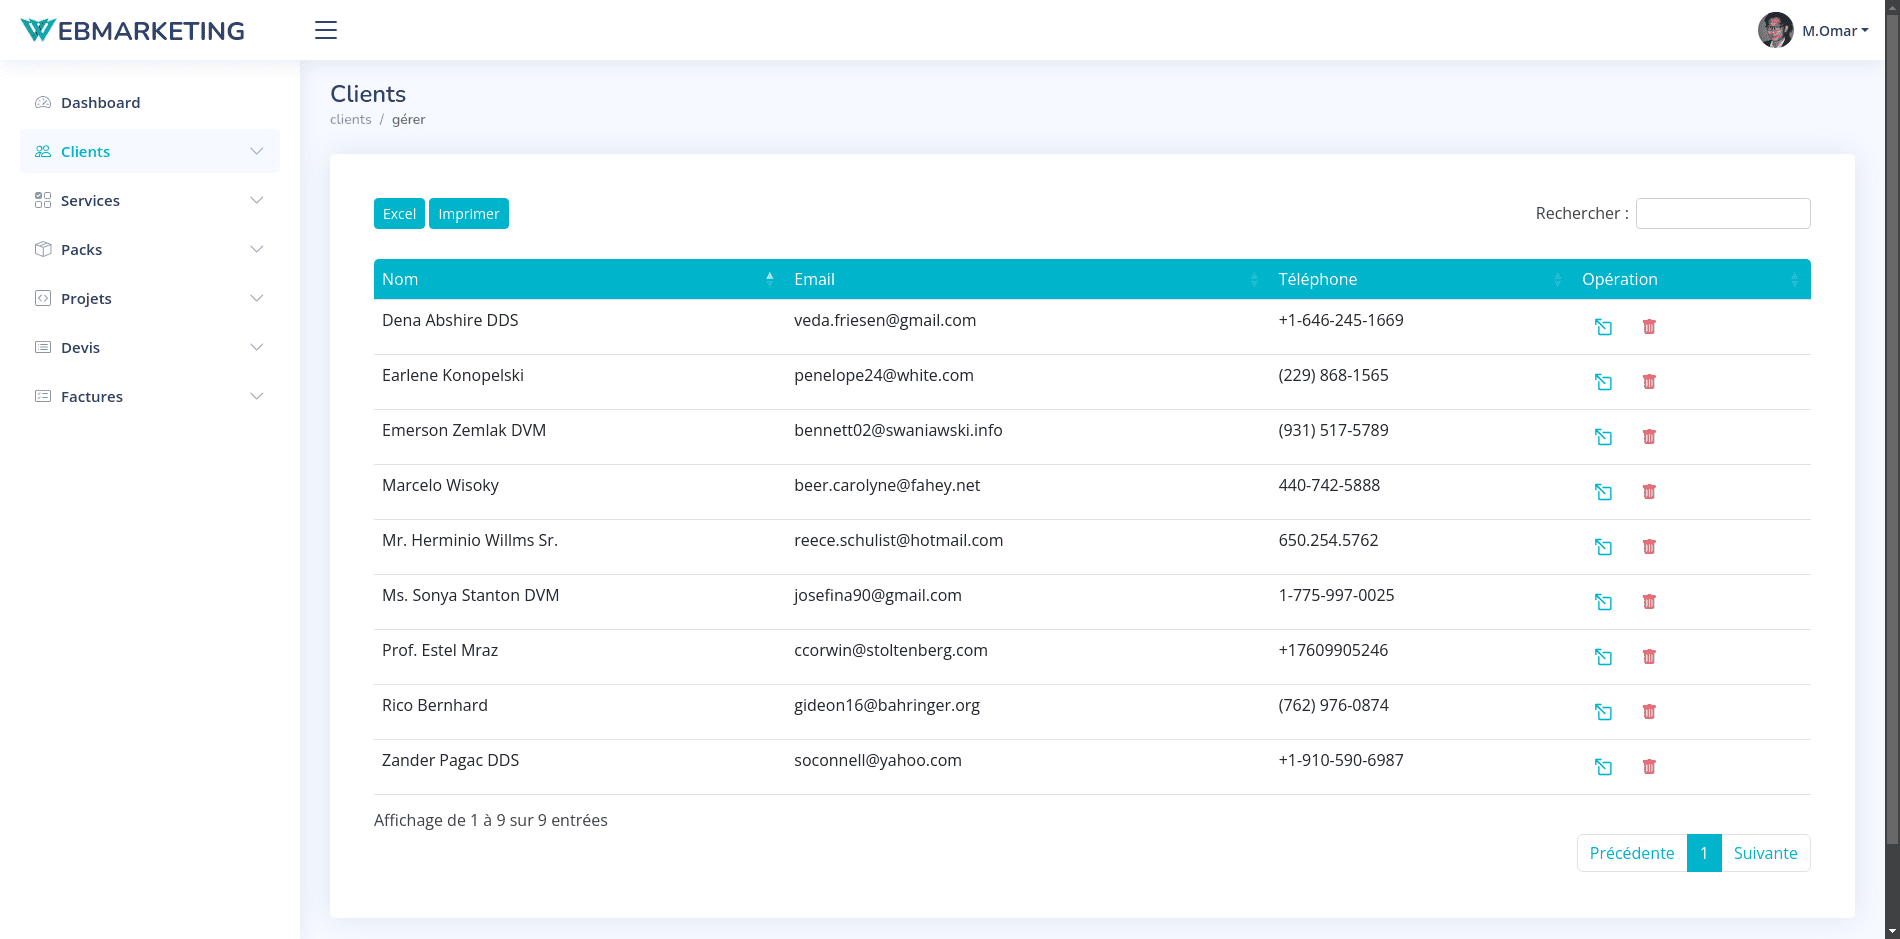 WEBMARKETING
M.Omar
Dashboard
Clients
Services
Packs
Projets
Devis
Factures
Clients
clients / gérer
Excel Imprimer
Rechercher :
Nom Email Téléphone Opération
Dena Abshire DDS veda.friesen@gmail.com +1-646-245-1669
Earlene Konopelski penelope24@white.com (229) 868-1565
Emerson Zemlak DVM bennett02@swaniawski.info (931) 517-5789
Marcelo Wisoky beer.carolyne@fahey.net 440-742-5888
Mr. Herminio Willms Sr. reece.schulist@hotmail.com 650.254.5762
Ms. Sonya Stanton DVM josefina90@gmail.com 1-775-997-0025
Prof. Estel Mraz ccorwin@stoltenberg.com +17609905246
Rico Bernhard gideon16@bahringer.org (762) 976-0874
Zander Pagac DDS soconnell@yahoo.com +1-910-590-6987
Affichage de 1 à 9 sur 9 entrées
Précédente 1 Suivante